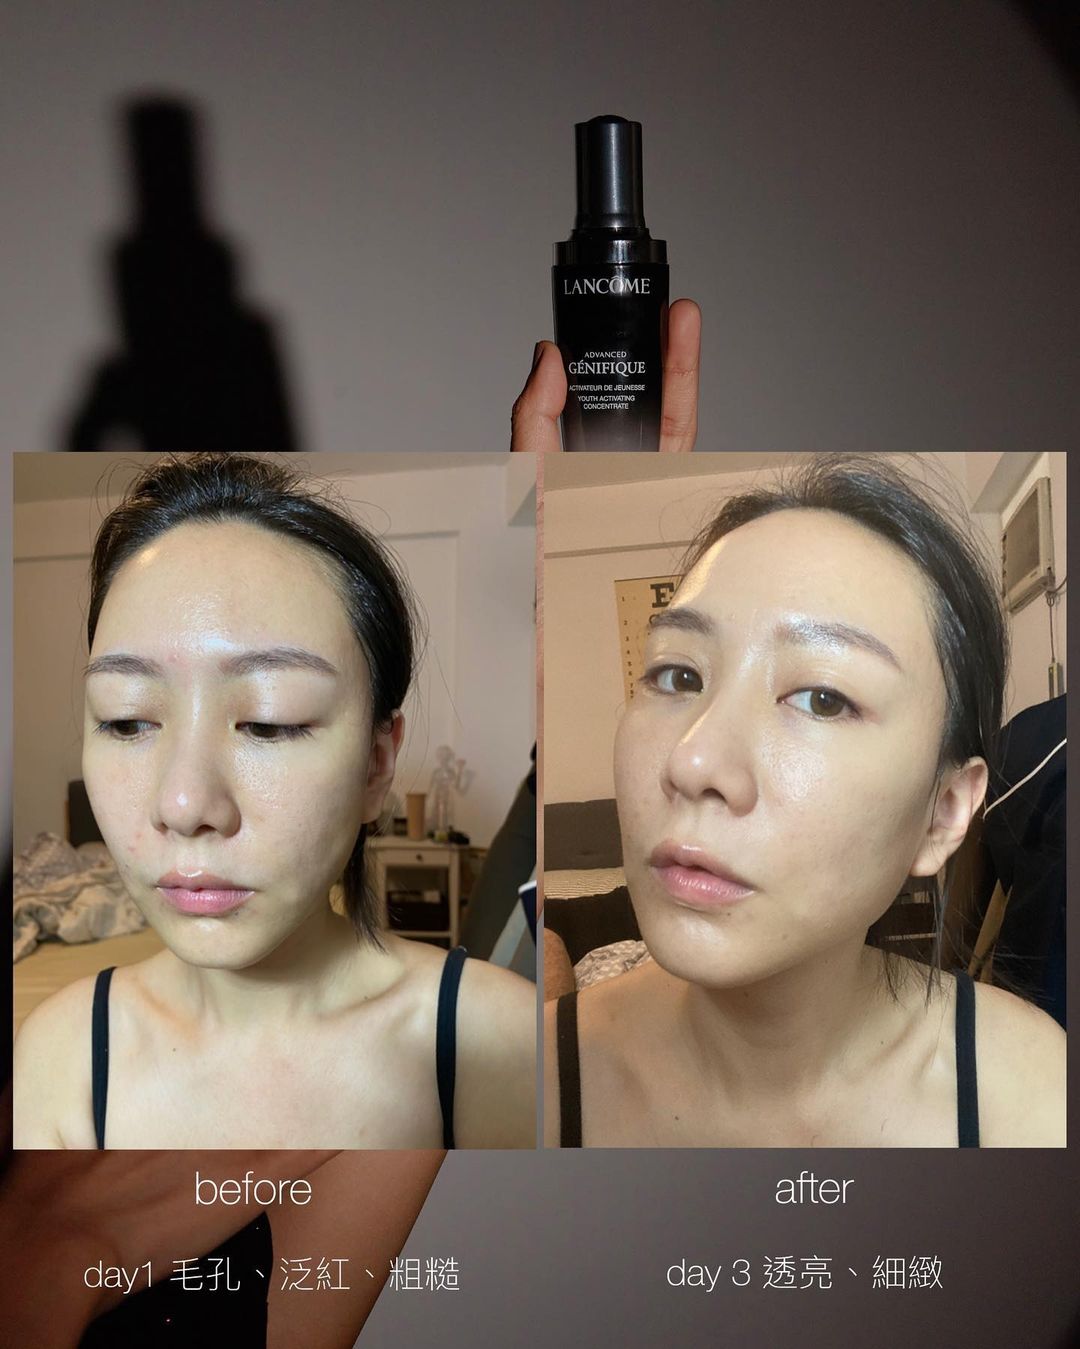 LANCÔME
ADVANCED
GÉNIFIQUE
ACTIVATEUR DE JEUNESSE
YOUTH ACTIVATING
CONCENTRATE
E
before
after
day1 毛孔、泛紅、粗糙
day 3 透亮、細緻